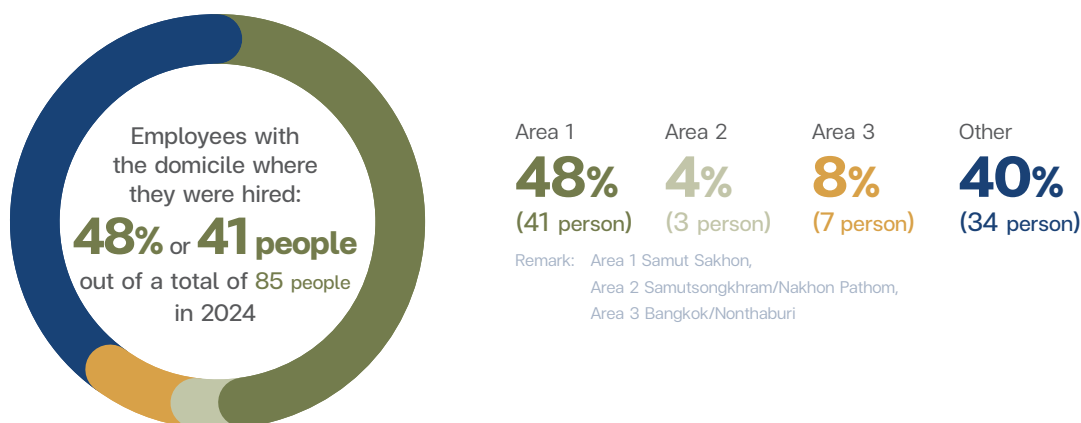 Employees with
the domicile where
they were hired:
48% or 41 people
out of a total of 85 people
in 2024
Area 1
48%
(41 person)
Area 2
4%
(3 person)
Area 3
8%
(7 person)
Other
40%
(34 person)
Remark: Area 1 Samut Sakhon,
Area 2 Samutsongkhram/Nakhon Pathom,
Area 3 Bangkok/Nonthaburi